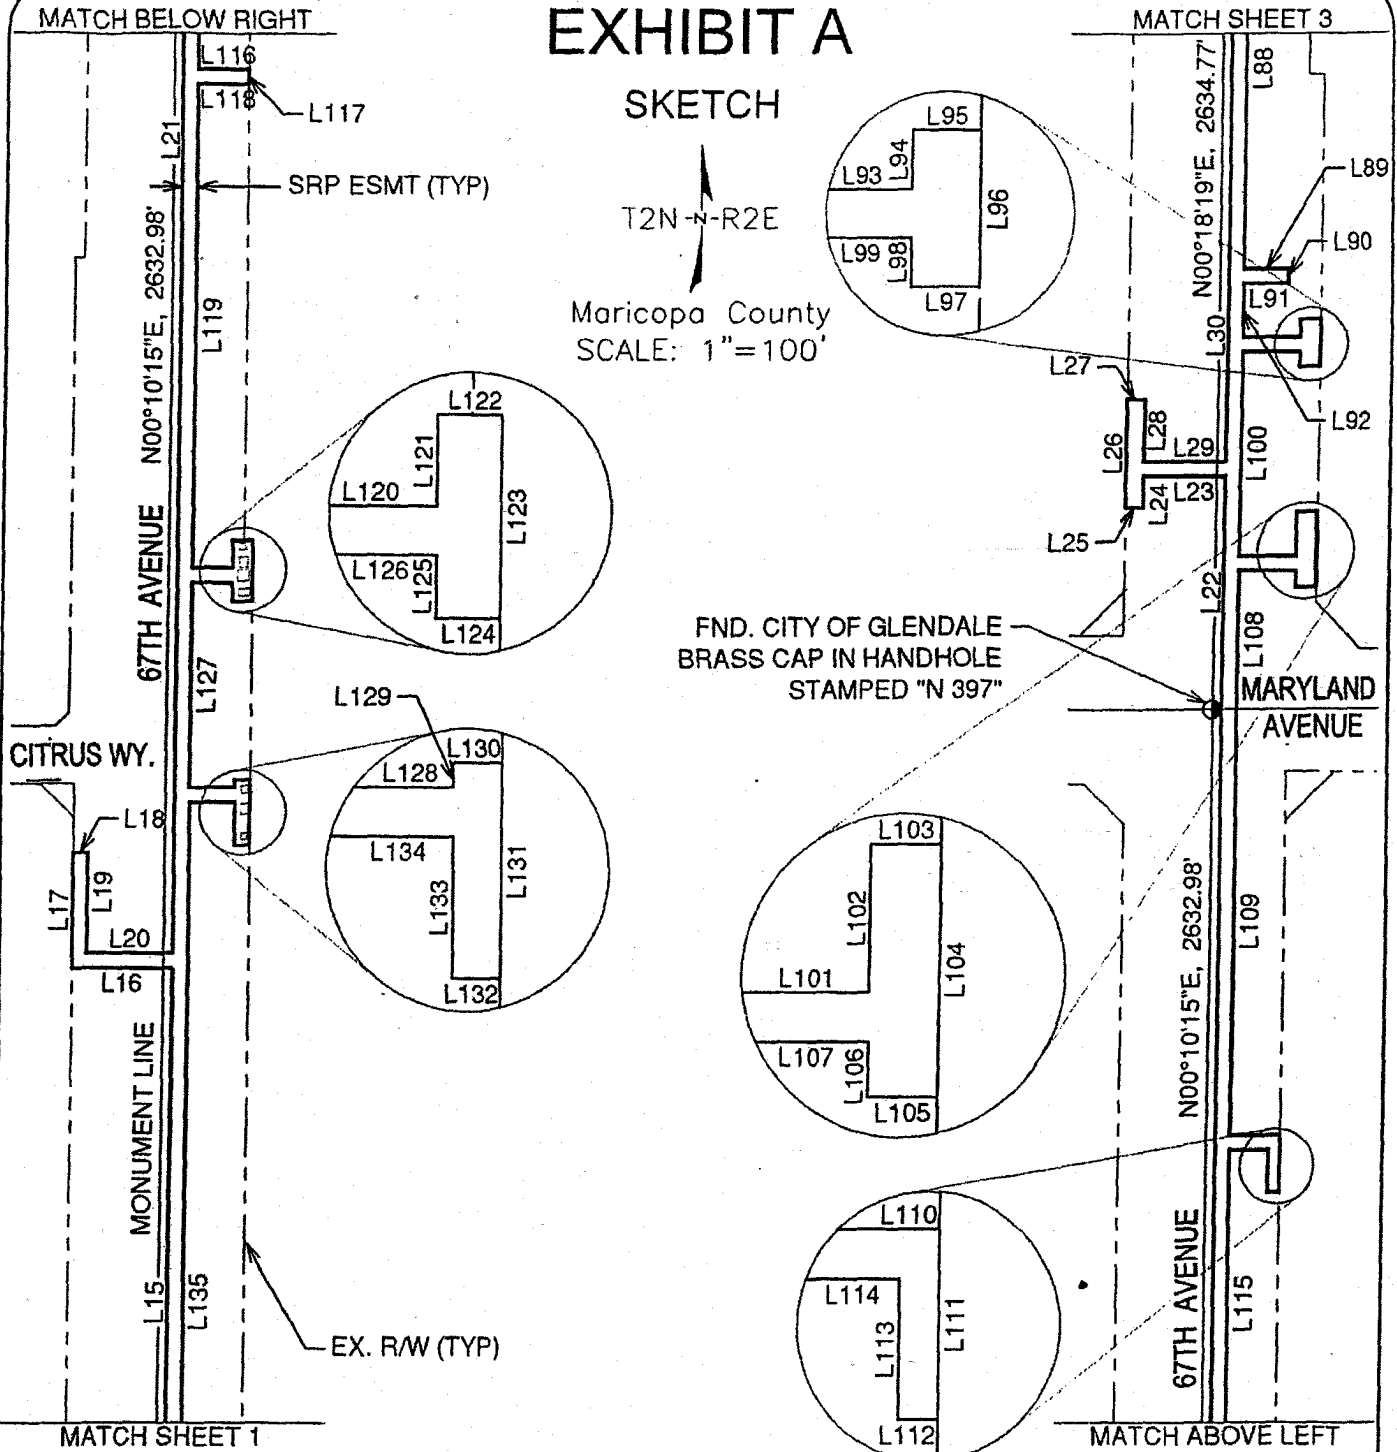 MATCH BELOW RIGHT
EXHIBIT A
MATCH SHEET 3
SKETCH
L116
L118
L117
L21
SRP ESMT (TYP)
T2N -N- R2E
Maricopa County
SCALE: 1"=100'
N00°10'15"E, 2632.98'
L119
67TH AVENUE
L122
L121
L120
L123
L126
L125
L124
L127
L129
CITRUS WY.
L130
L128
L134
L131
L133
L132
L18
L17
L19
L20
L16
MONUMENT LINE
L15
L135
EX. R/W (TYP)
MATCH SHEET 1
L95
L94
L93
L96
L99
L98
L97
N00°18'19"E, 2634.77'
L88
L89
L90
L91
L30
L92
L27
L28
L26
L29
L100
L24
L23
L25
L22
L108
FND. CITY OF GLENDALE
BRASS CAP IN HANDHOLE
STAMPED "N 397"
MARYLAND
AVENUE
L103
L102
L101
L104
L107
L106
L105
L109
N00°10'15"E, 2632.98'
L110
L114
L111
L113
L112
67TH AVENUE
L115
MATCH ABOVE LEFT